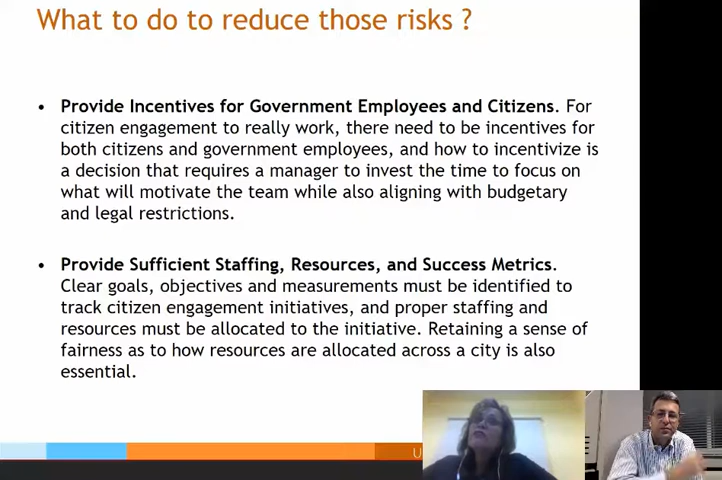 What to do to reduce those risks ?
• Provide Incentives for Government Employees and Citizens. For
citizen engagement to really work, there need to be incentives for
both citizens and government employees, and how to incentivize is
a decision that requires a manager to invest the time to focus on
what will motivate the team while also aligning with budgetary
and legal restrictions.
• Provide Sufficient Staffing, Resources, and Success Metrics.
Clear goals, objectives and measurements must be identified to
track citizen engagement initiatives, and proper staffing and
resources must be allocated to the initiative. Retaining a sense of
fairness as to how resources are allocated across a city is also
essential.
U